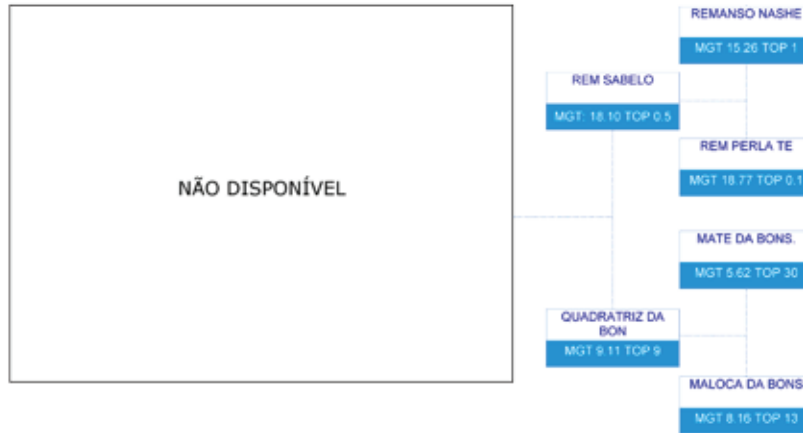 NÃO DISPONÍVEL
REM SABELO
MGT: 18.10 TOP 0.5
QUADRATRIZ DA
BON
MGT 9.11 TOP 9
REMANSO NASHE
MGT 15.26 TOP 1
REM PERLA TE
MGT 18.77 TOP 0.1
MATE DA BONS.
MGT 5.62 TOP 30
MALOCA DA BONS
MGT 8.16 TOP 13